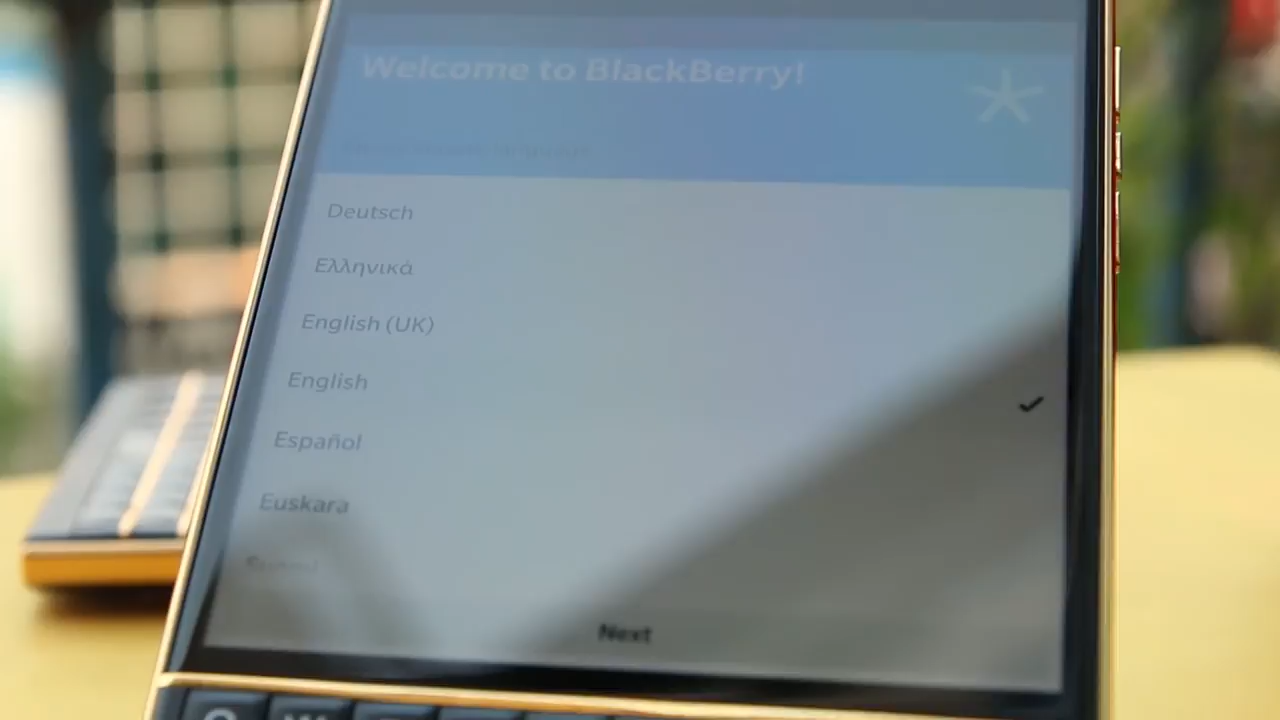 Welcome to BlackBerry!
Deutsch
Ελληνικά
English (UK)
English
Español
Euskara
Next